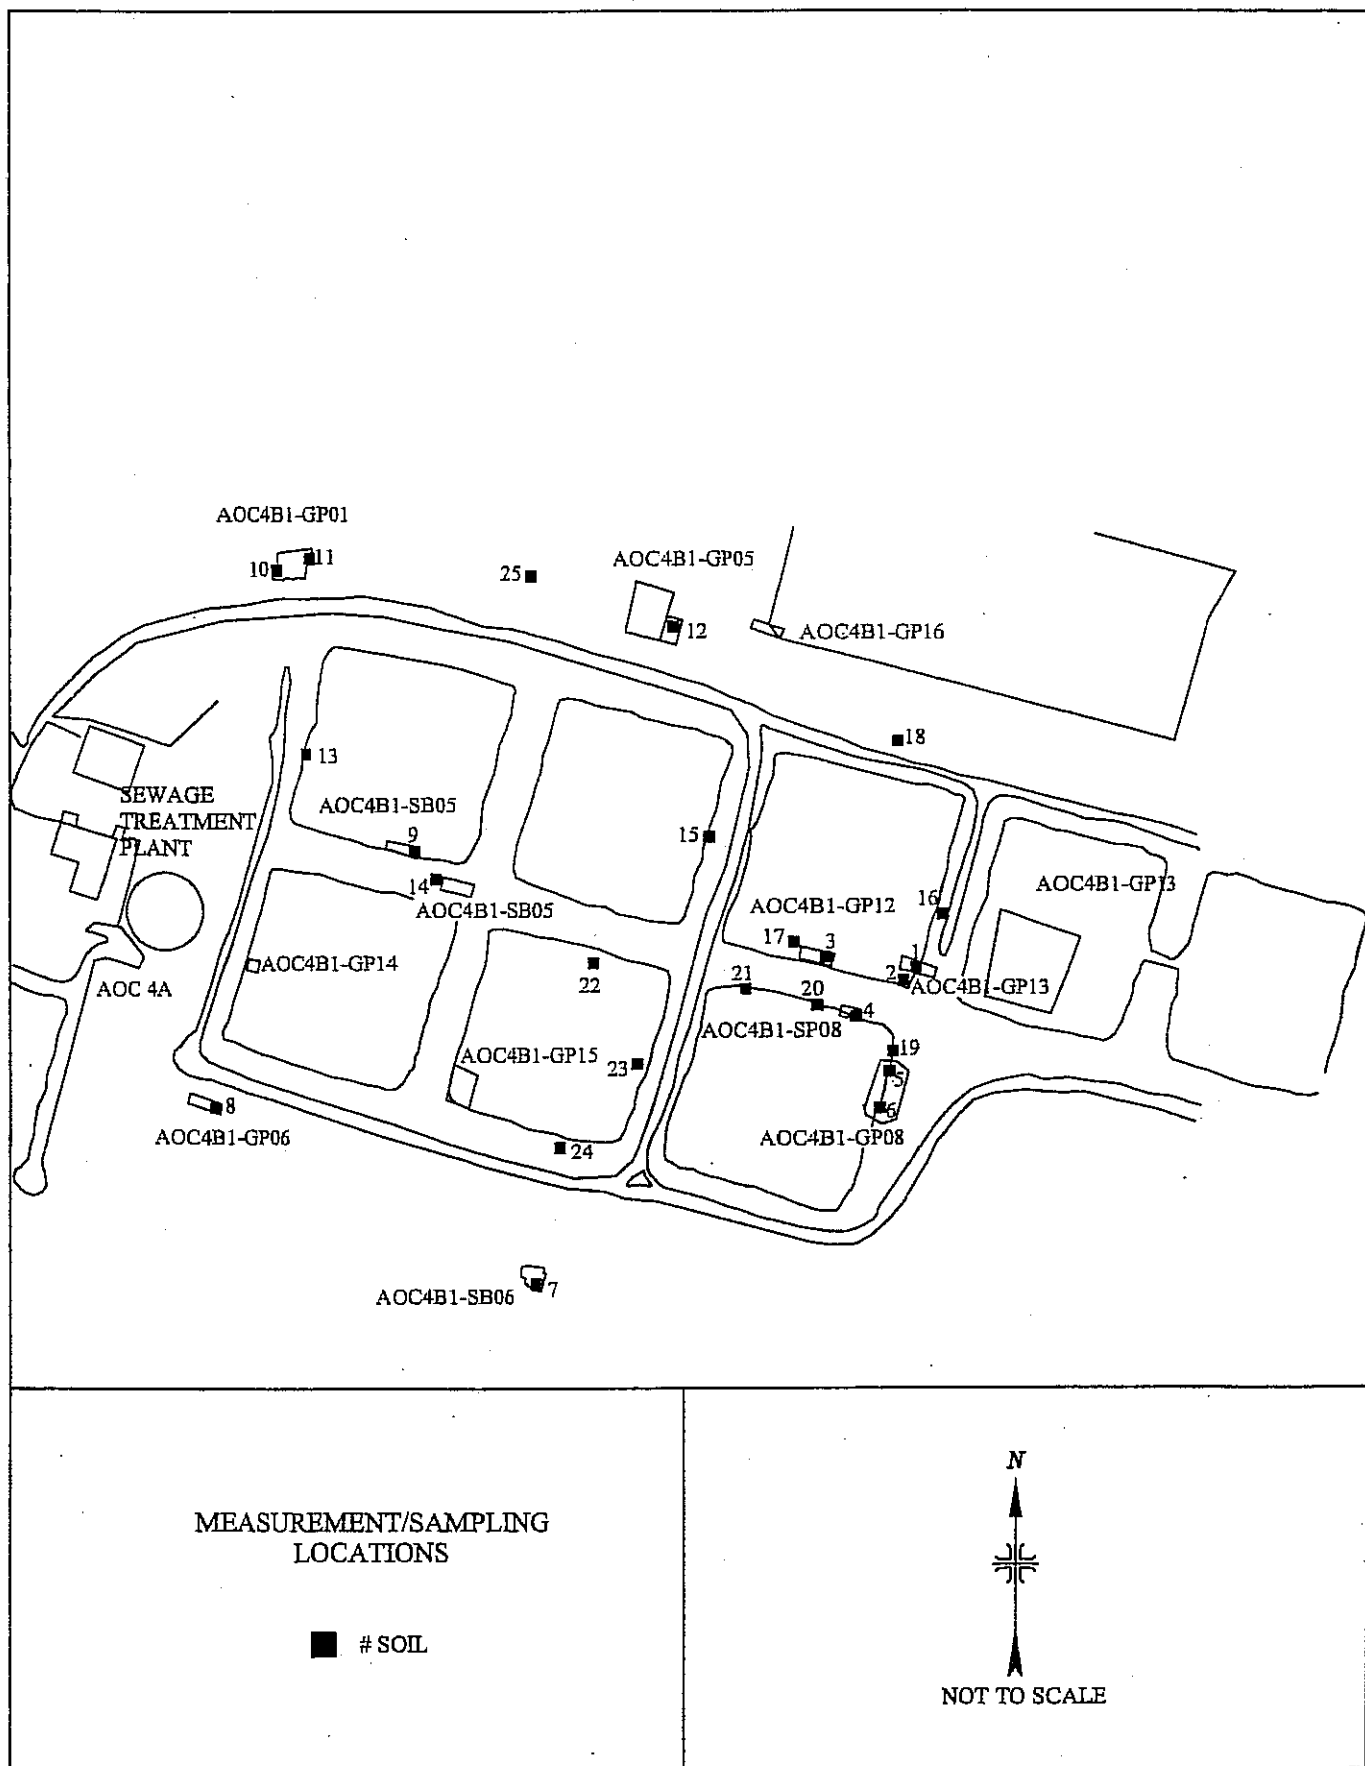 AOC4B1-GP01
10
11
25
AOC4B1-GP05
12
AOC4B1-GP16
18
13
SEWAGE
TREATMENT
PLANT
AOC4B1-SB05
9
14
AOC4B1-SB05
15
AOC4B1-GP12
16
AOC4B1-GP13
17
3
1
2
AOC4B1-GP13
AOC4B1-GP14
AOC 4A
22
21
20
4
AOC4B1-SP08
19
5
AOC4B1-GP15
23
6
8
AOC4B1-GP06
AOC4B1-GP08
24
AOC4B1-SB06
7
MEASUREMENT/SAMPLING
LOCATIONS
# SOIL
N
NOT TO SCALE